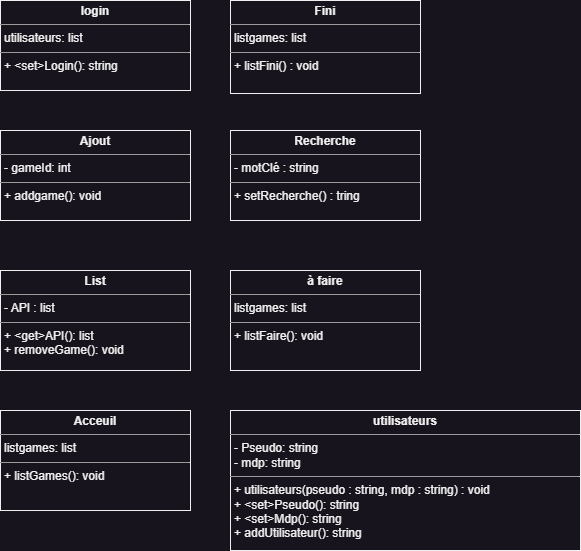 login
utilisateurs: list
+ <set>Login(): string
Fini
listgames: list
+ listFini() : void
Ajout
- gameId: int
+ addgame(): void
Recherche
- motClé : string
+ setRecherche() : tring
List
- API : list
+ <get>API(): list
+ removeGame(): void
à faire
listgames: list
+ listFaire(): void
Acceuil
listgames: list
+ listGames(): void
utilisateurs
- Pseudo: string
- mdp: string
+ utilisateurs(pseudo : string, mdp : string) : void
+ <set>Pseudo(): string
+ <set>Mdp(): string
+ addUtilisateur(): string